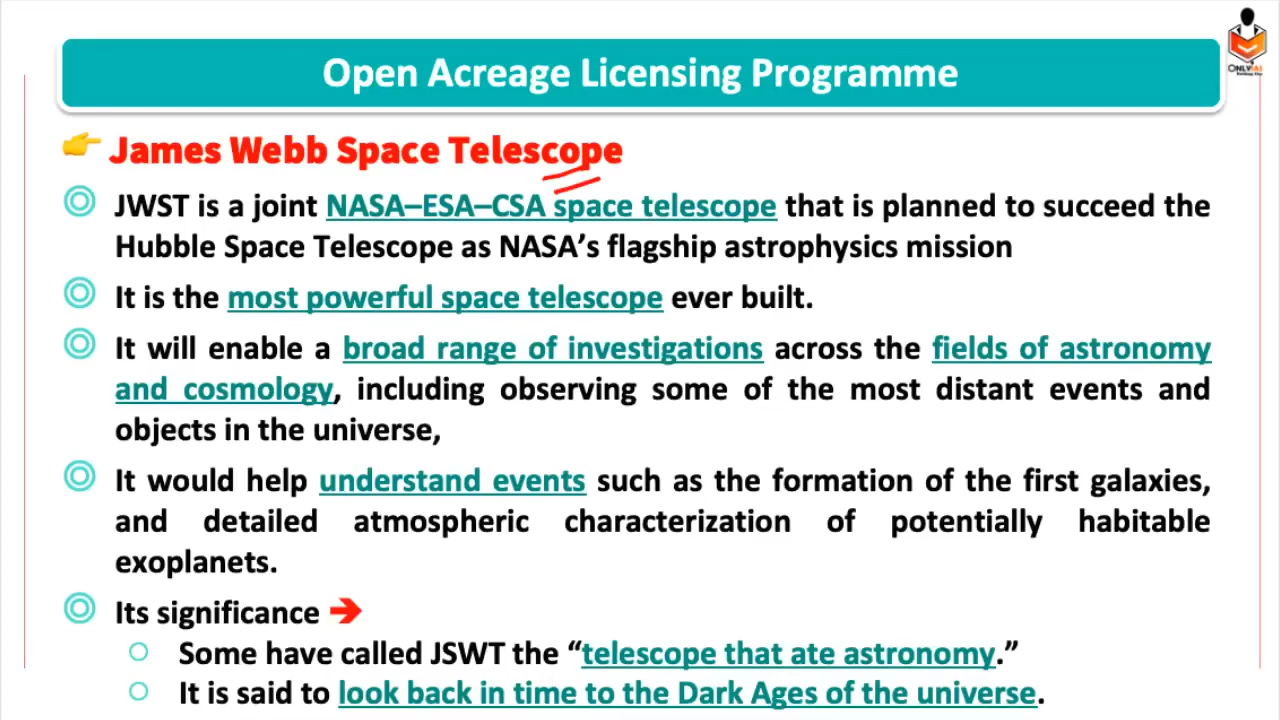 Open Acreage Licensing Programme
ONLYIAS
James Webb Space Telescope
JWST is a joint NASA–ESA–CSA space telescope that is planned to succeed the
Hubble Space Telescope as NASA's flagship astrophysics mission
It is the most powerful space telescope ever built.
It will enable a broad range of investigations across the fields of astronomy
and cosmology, including observing some of the most distant events and
objects in the universe,
It would help understand events such as the formation of the first galaxies,
and detailed atmospheric characterization of potentially habitable
exoplanets.
Its significance ➔
Some have called JSWT the “telescope that ate astronomy.”
It is said to look back in time to the Dark Ages of the universe.